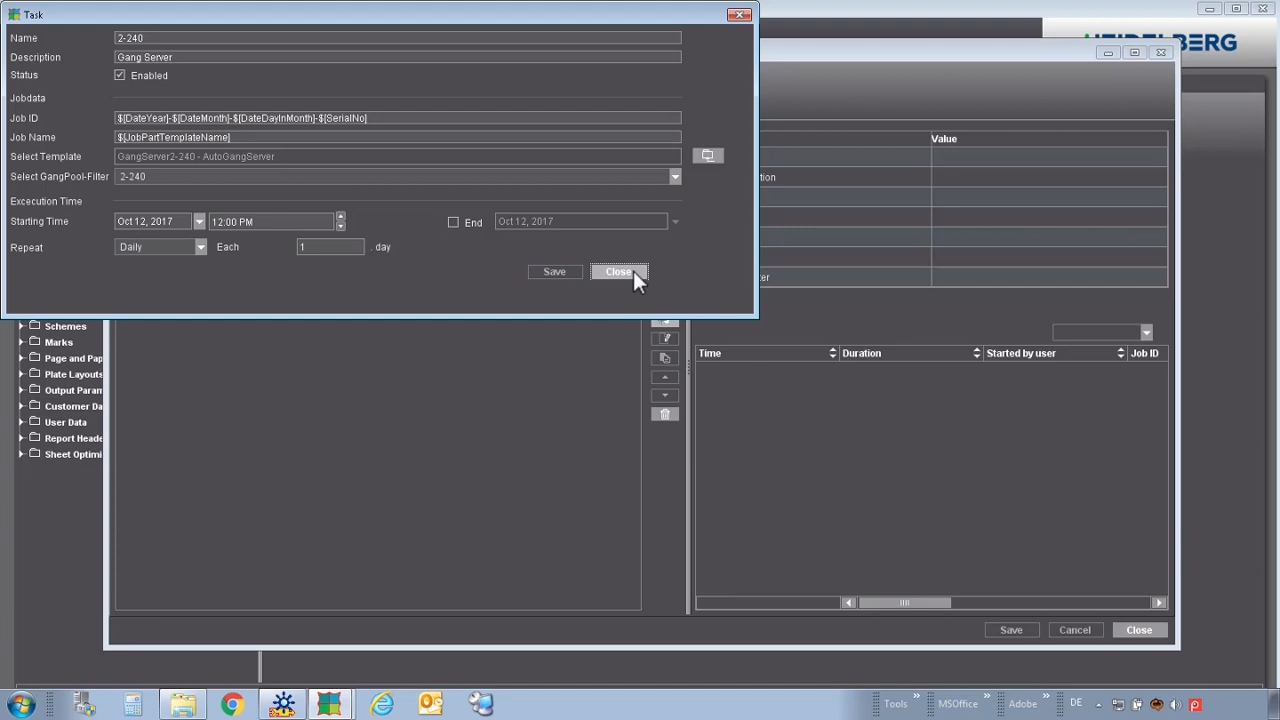 Task
Name 2-240
Description Gang Server
Status Enabled
Jobdata
Job ID $[DateYear]-$[DateMonth]-$[DateDayInMonth]-$[SerialNo]
Job Name $[JobPartTemplateName]
Select Template GangServer2-240 - AutoGangServer
Select GangPool-Filter 2-240
Excecution Time
Starting Time Oct 12, 2017 12:00 PM End Oct 12, 2017
Repeat Daily Each 1 . day
Save Close
HEIDELBERG
Value
tion
ter
Schemes
Marks
Page and Pap
Plate Layouts
Output Param
Customer Da
User Data
Report Heade
Sheet Optimi
Time Duration Started by user Job ID
Save Cancel Close
Tools MSOffice Adobe DE